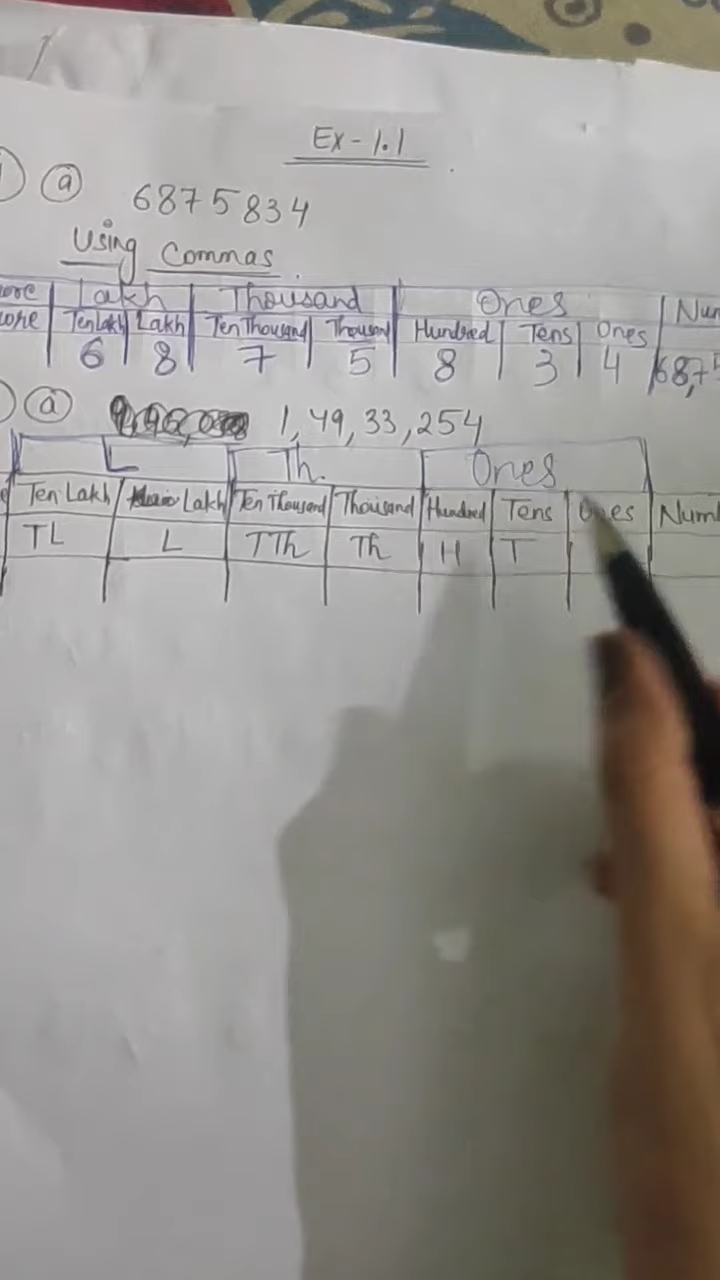 Ex-1.1
a 6875834
Using Commas
Lakh Thousand Ones
Ten Lakh Lakh Ten Thousand Thousand Hundred Tens Ones
6 8 7 5 8 3 4
a 1,49,33,254
L Th. Ones
Ten Lakh Lakh Ten Thousand Thousand Hundred Tens Ones
TL L TTh Th H T